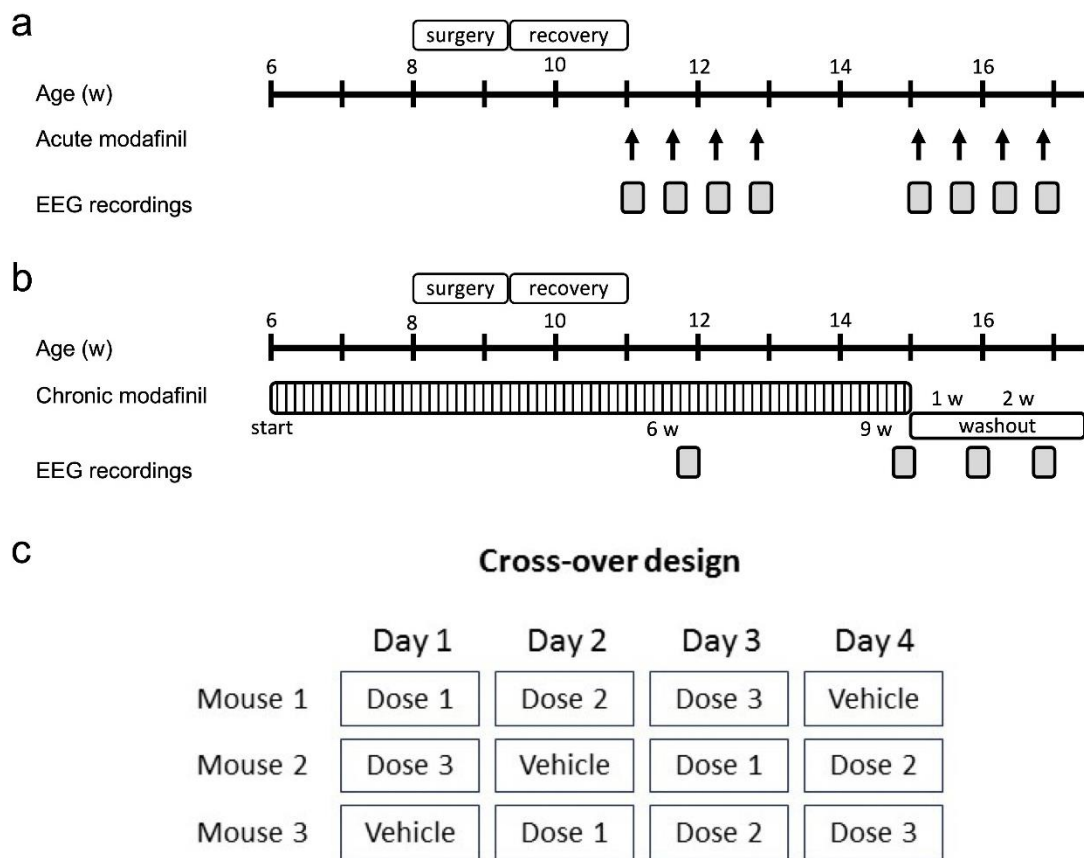 a
surgery recovery
6 8 10 12 14 16
Age (w)
Acute modafinil
EEG recordings
b
surgery recovery
6 8 10 12 14 16
Age (w)
Chronic modafinil 1 w 2 w
start 6 w 9 w washout
EEG recordings
c
Cross-over design
Day 1 Day 2 Day 3 Day 4
Mouse 1 Dose 1 Dose 2 Dose 3 Vehicle
Mouse 2 Dose 3 Vehicle Dose 1 Dose 2
Mouse 3 Vehicle Dose 1 Dose 2 Dose 3